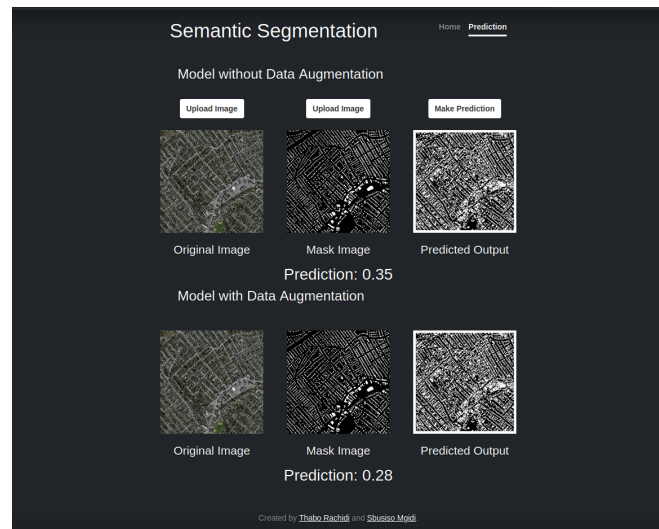 Semantic Segmentation
Home Prediction
Model without Data Augmentation
Upload Image Upload Image Make Prediction
Original Image Mask Image Predicted Output
Prediction: 0.35
Model with Data Augmentation
Original Image Mask Image Predicted Output
Prediction: 0.28
Created by Thabo Rachidi and Sbusiso Mgidi